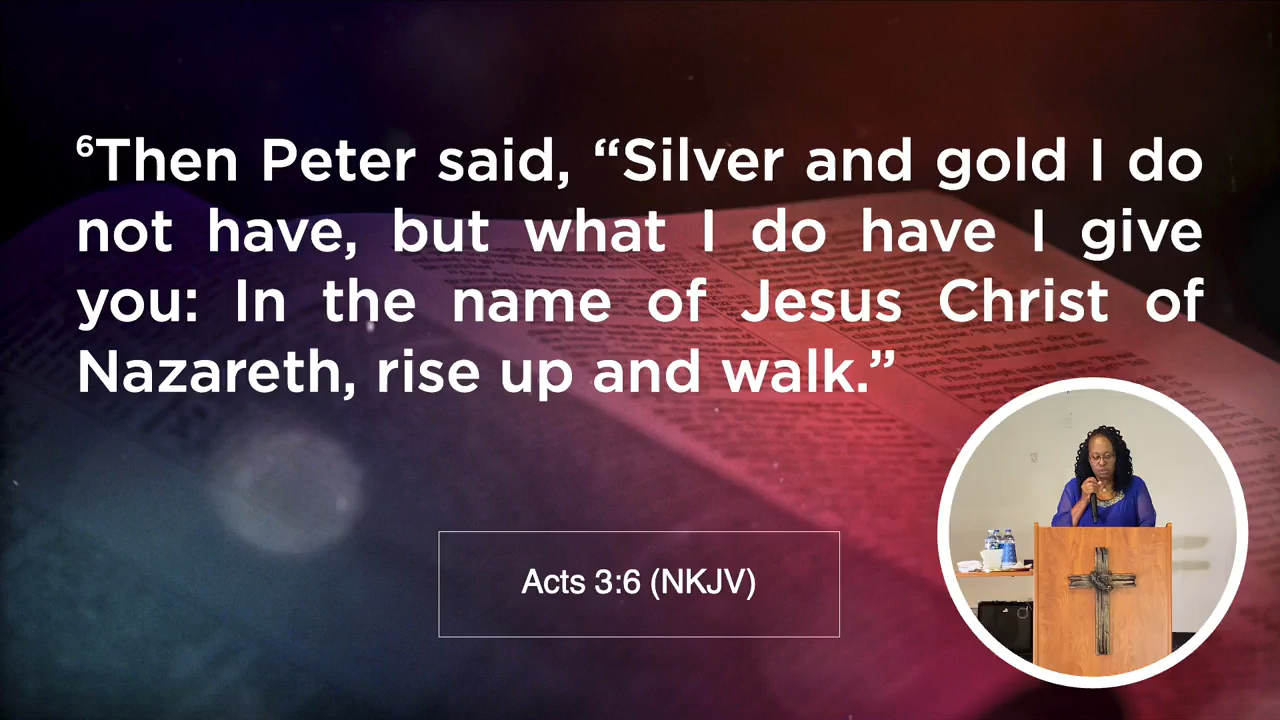 ⁶Then Peter said, “Silver and gold I do
not have, but what I do have I give
you: In the name of Jesus Christ of
Nazareth, rise up and walk.”
Acts 3:6 (NKJV)